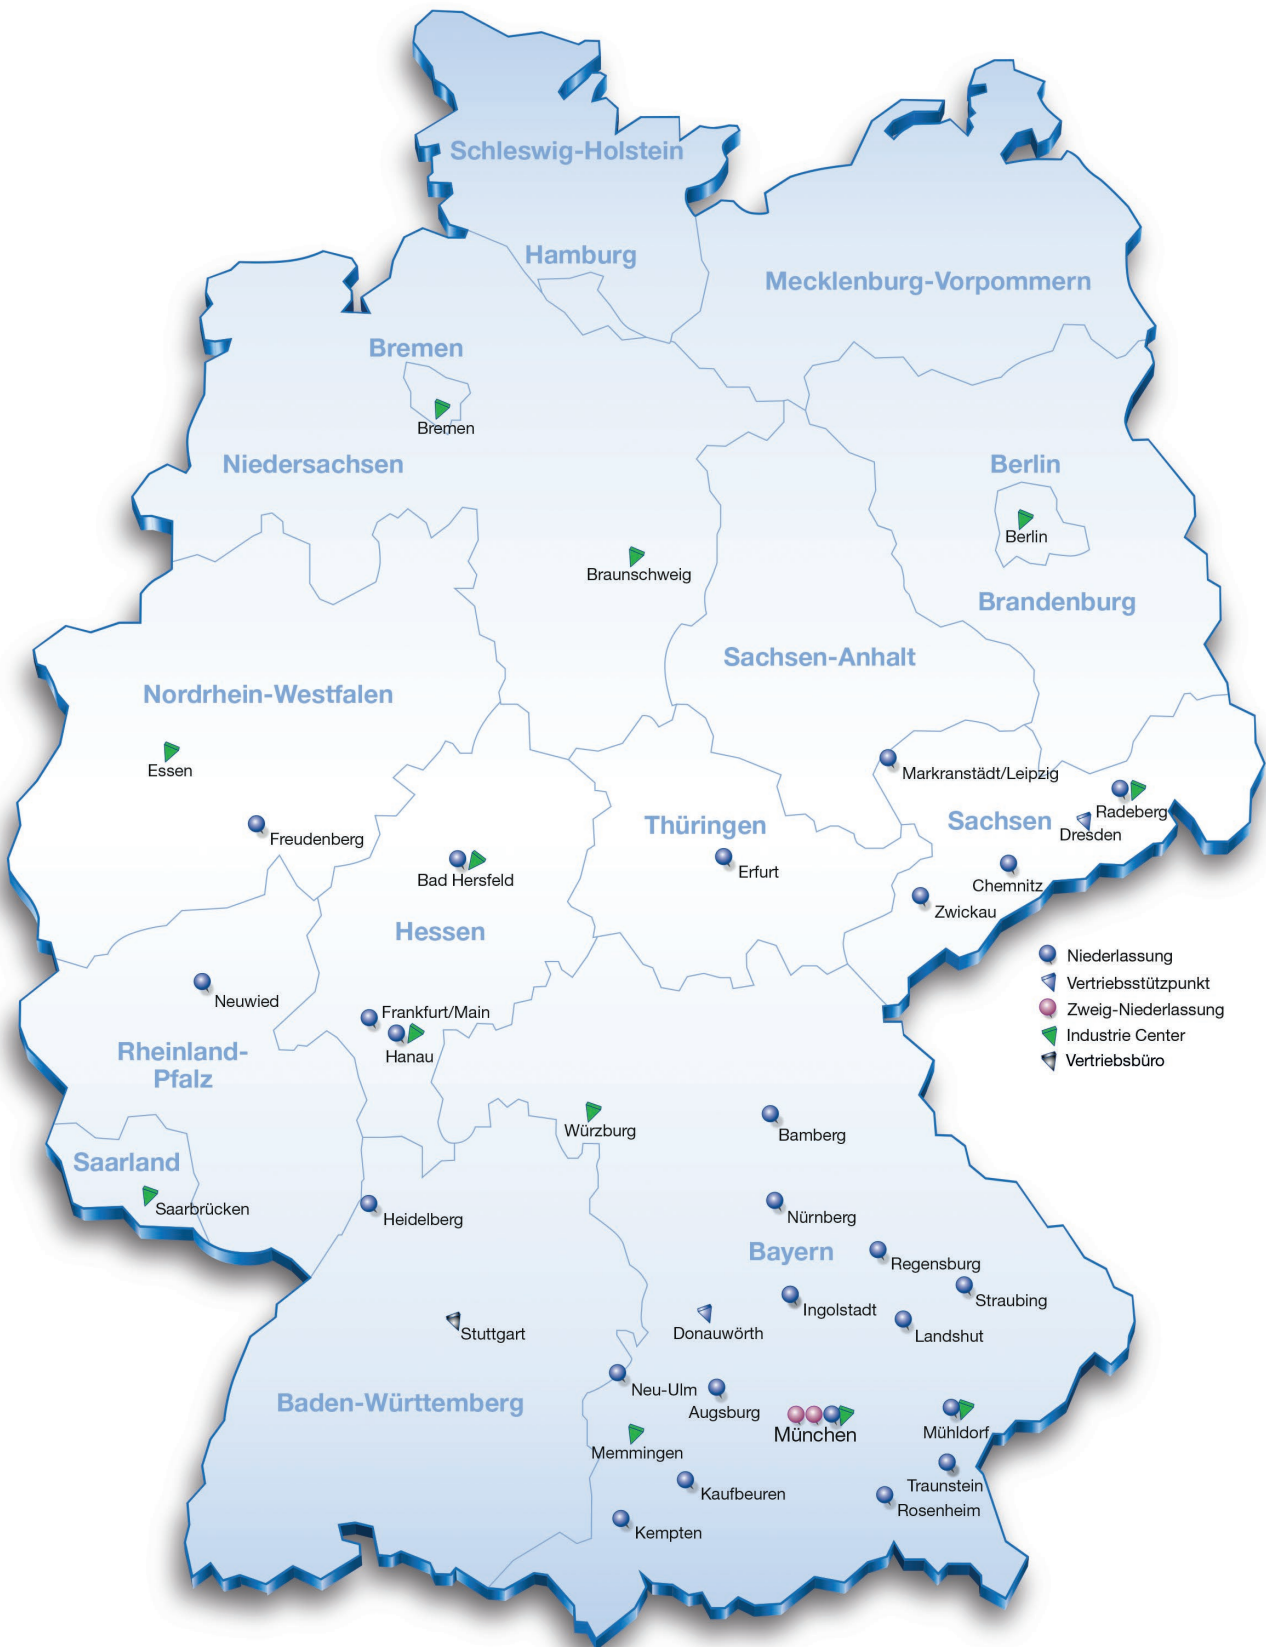 Schleswig-Holstein
Hamburg
Mecklenburg-Vorpommern
Bremen
Bremen
Niedersachsen
Berlin
Berlin
Braunschweig
Brandenburg
Sachsen-Anhalt
Nordrhein-Westfalen
Essen
Markranstädt/Leipzig
Radeberg
Sachsen
Dresden
Thüringen
Freudenberg
Erfurt
Bad Hersfeld
Chemnitz
Zwickau
Hessen
Niederlassung
Vertriebsstützpunkt
Zweig-Niederlassung
Industrie Center
Vertriebsbüro
Neuwied
Frankfurt/Main
Hanau
Rheinland-
Pfalz
Würzburg
Bamberg
Saarland
Saarbrücken
Heidelberg
Nürnberg
Bayern
Regensburg
Straubing
Ingolstadt
Landshut
Donauwörth
Stuttgart
Neu-Ulm
Augsburg
Baden-Württemberg
München
Mühldorf
Memmingen
Traunstein
Kaufbeuren
Rosenheim
Kempten